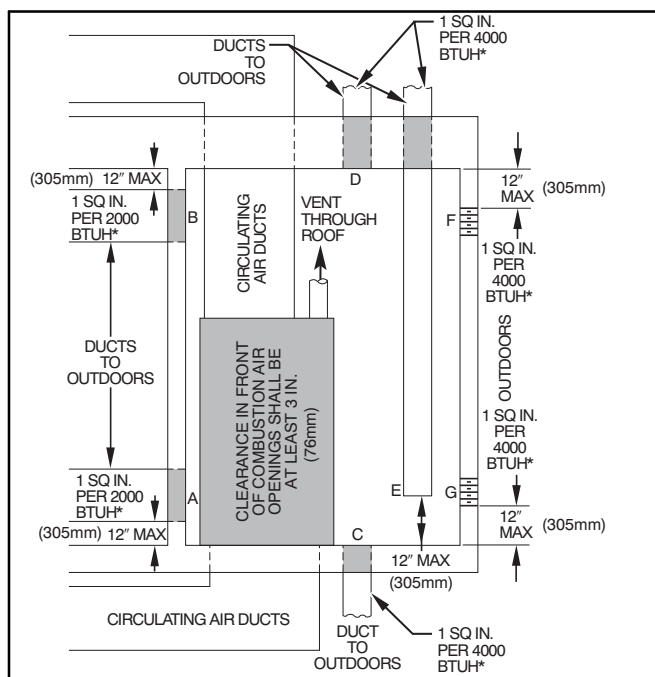 DUCTS
TO
OUTDOORS
1 SQ IN.
PER 4000
BTUH*
12" MAX
(305mm)
1 SQ IN.
PER 2000
BTUH*
B
D
CIRCULATING
AIR DUCTS
VENT
THROUGH
ROOF
12"
MAX
(305mm)
F
1 SQ IN.
PER
4000
BTUH*
DUCTS
TO
OUTDOORS
CLEARANCE IN FRONT
OF COMBUSTION AIR
OPENINGS SHALL BE
AT LEAST 3 IN.
(76mm)
OUTDOORS
1 SQ IN.
PER
4000
BTUH*
1 SQ IN.
PER 2000
BTUH*
A
E
G
12"
MAX
(305mm)
(305mm)
12" MAX
C
12" MAX
(305mm)
CIRCULATING AIR DUCTS
DUCT
TO
OUTDOORS
1 SQ IN.
PER 4000
BTUH*